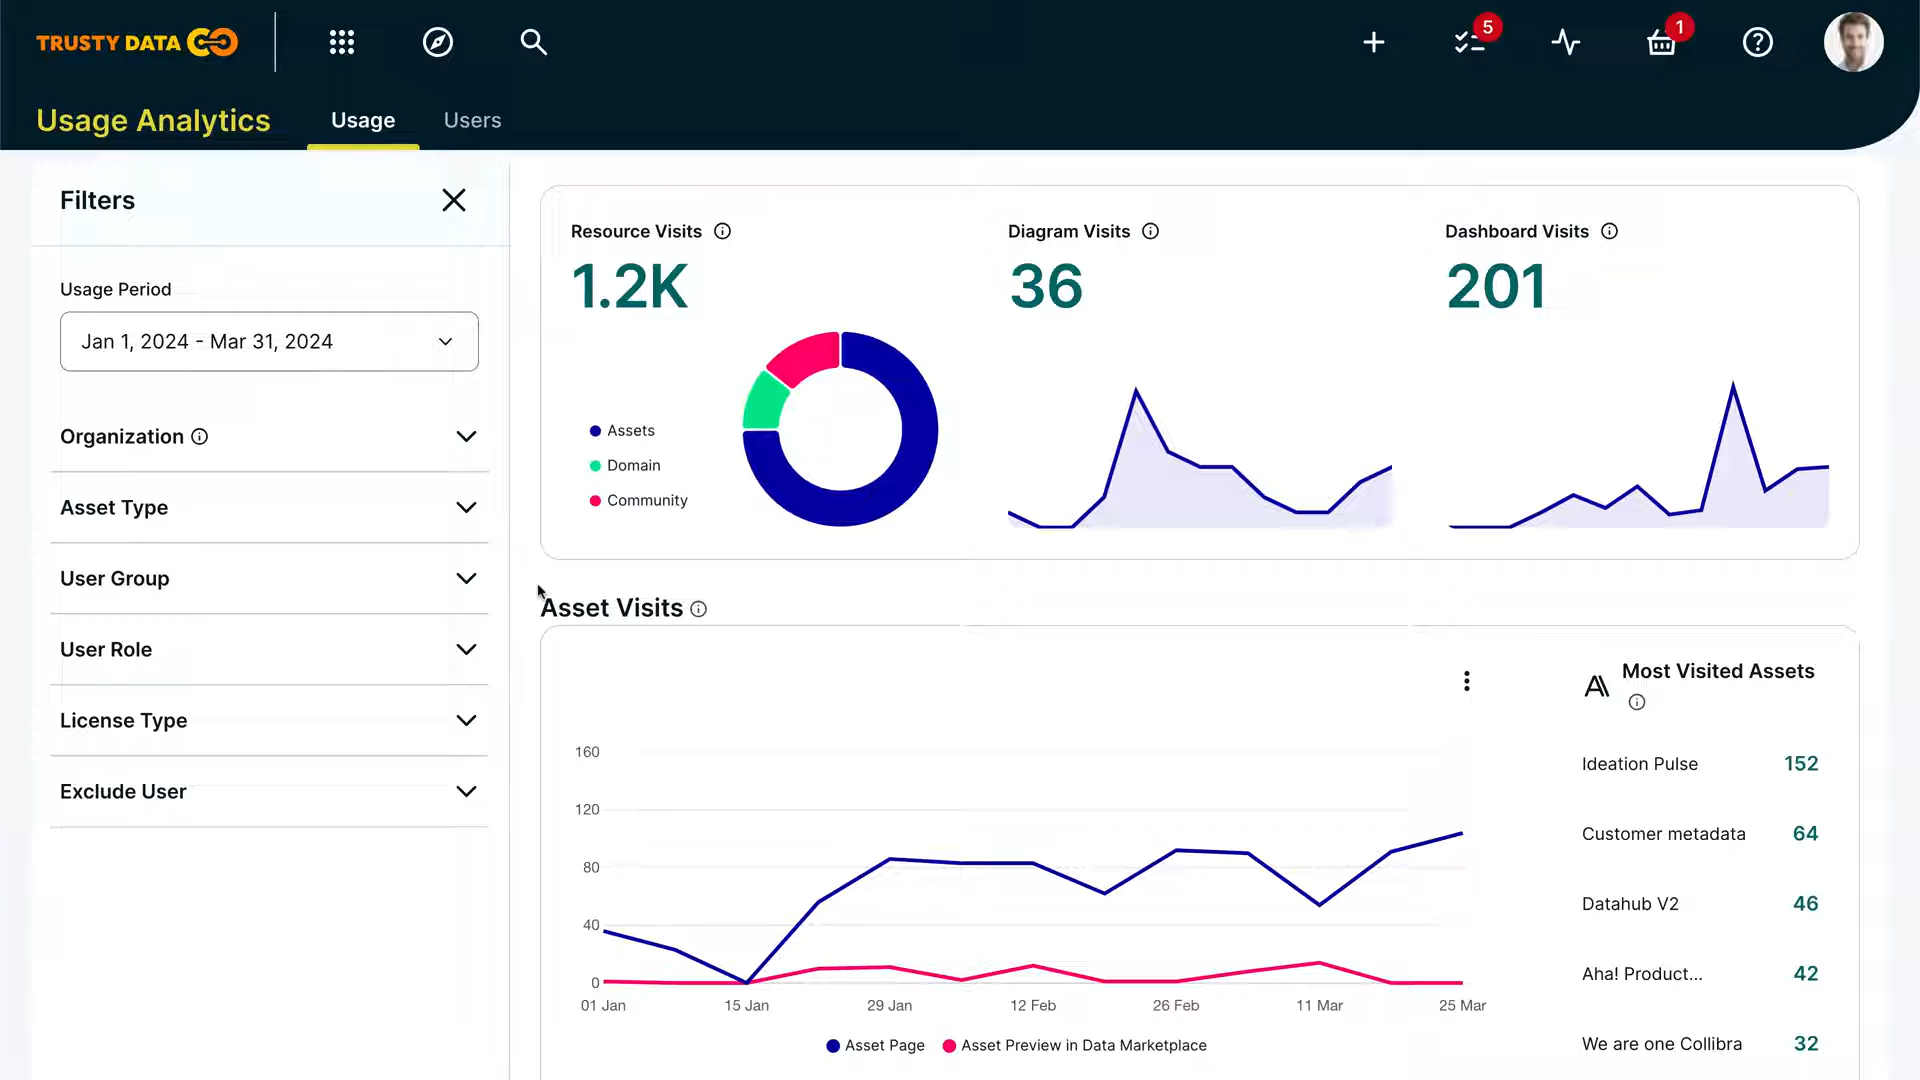 TRUSTY DATA CO
5
1
Usage Analytics
Usage
Users
Filters
Usage Period
Jan 1, 2024 - Mar 31, 2024
Organization
Asset Type
User Group
User Role
License Type
Exclude User
Resource Visits
1.2K
Assets
Domain
Community
Diagram Visits
36
Dashboard Visits
201
Asset Visits
160
120
80
40
0
01 Jan
15 Jan
29 Jan
12 Feb
26 Feb
11 Mar
25 Mar
Asset Page
Asset Preview in Data Marketplace
Most Visited Assets
Ideation Pulse 152
Customer metadata 64
Datahub V2 46
Aha! Product... 42
We are one Collibra 32